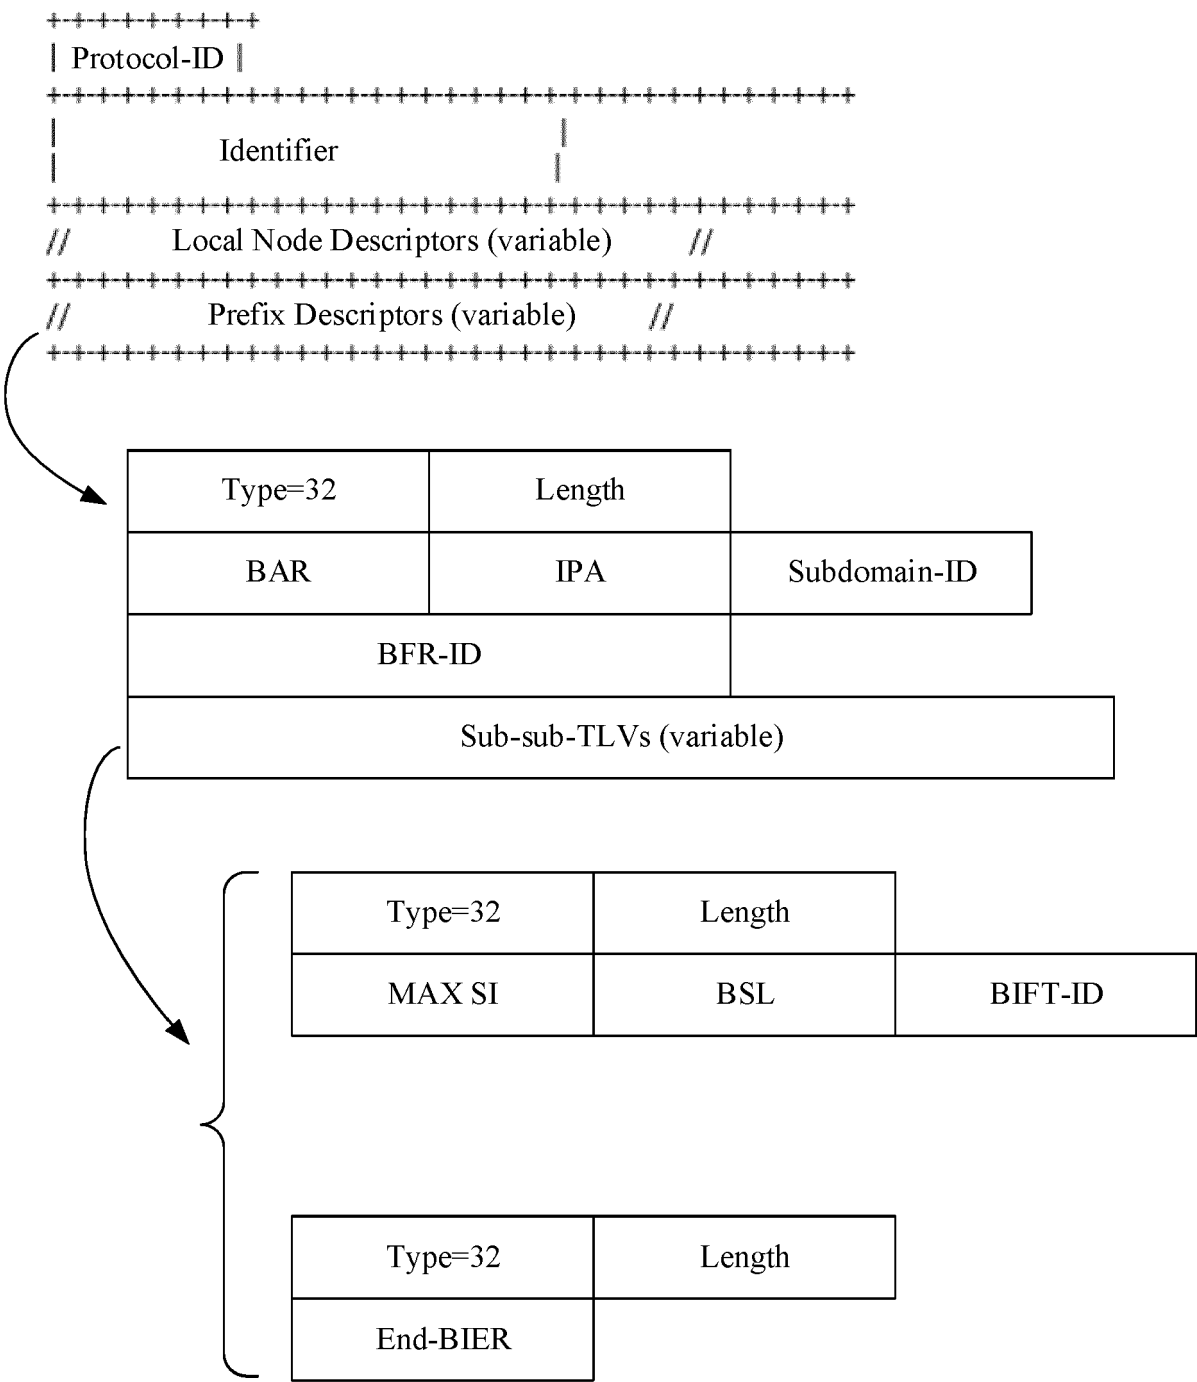 +-+-+-+-+-+-+-+-+
| Protocol-ID |
+-+-+-+-+-+-+-+-+-+-+-+-+-+-+-+-+-+-+-+-+-+-+-+-+-+-+-+-+-+-+-+-+
| |
Identifier
| |
+-+-+-+-+-+-+-+-+-+-+-+-+-+-+-+-+-+-+-+-+-+-+-+-+-+-+-+-+-+-+-+-+
// Local Node Descriptors (variable) //
+-+-+-+-+-+-+-+-+-+-+-+-+-+-+-+-+-+-+-+-+-+-+-+-+-+-+-+-+-+-+-+-+
// Prefix Descriptors (variable) //
+-+-+-+-+-+-+-+-+-+-+-+-+-+-+-+-+-+-+-+-+-+-+-+-+-+-+-+-+-+-+-+-+
Type=32 Length
BAR IPA Subdomain-ID
BFR-ID
Sub-sub-TLVs (variable)
Type=32 Length
MAX SI BSL BIFT-ID
Type=32 Length
End-BIER